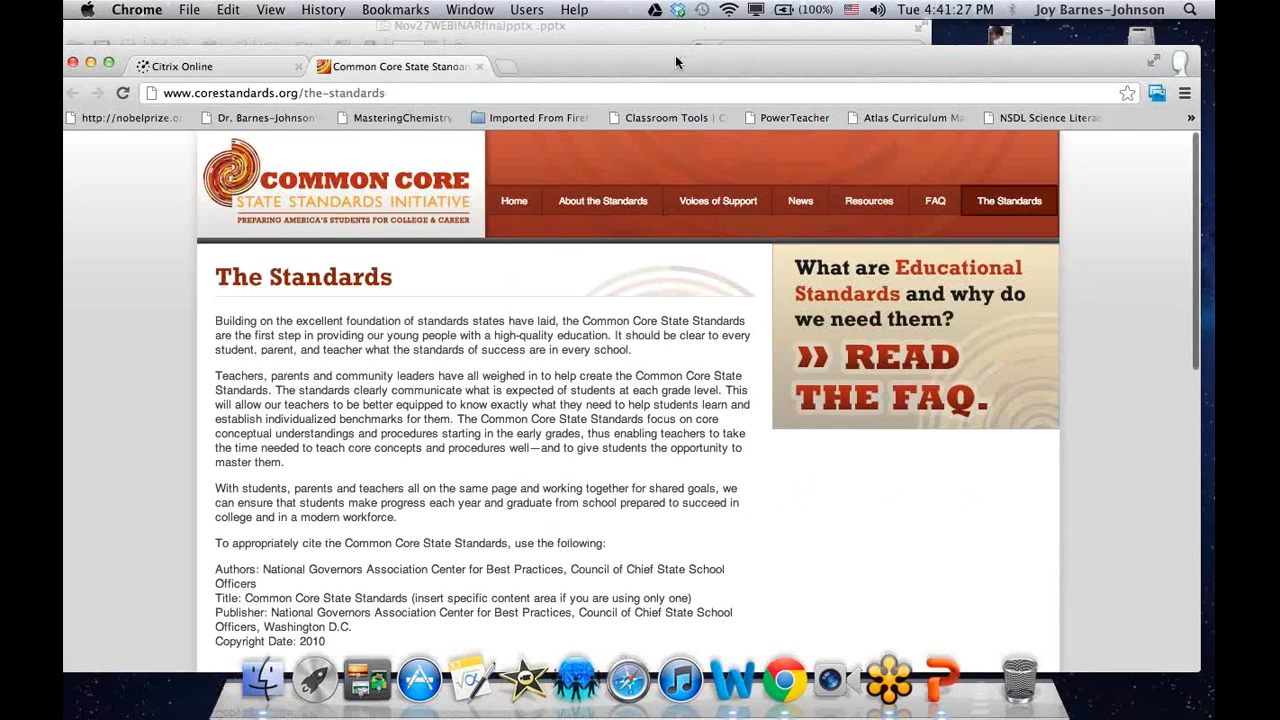 Chrome File Edit View History Bookmarks Window Users Help (100%) Tue 4:41:27 PM Joy Barnes-Johnson
Nov27WEBINARfinalpptx .pptx
Citrix Online
Common Core State Standar
www.corestandards.org/the-standards
http://nobelprize.o Dr. Barnes-Johnson' MasteringChemistry Imported From Firef Classroom Tools | C PowerTeacher Atlas Curriculum Ma NSDL Science Litera »
COMMON CORE
STATE STANDARDS INITIATIVE
PREPARING AMERICA'S STUDENTS FOR COLLEGE & CAREER
Home About the Standards Voices of Support News Resources FAQ The Standards
The Standards
Building on the excellent foundation of standards states have laid, the Common Core State Standards
are the first step in providing our young people with a high-quality education. It should be clear to every
student, parent, and teacher what the standards of success are in every school.
Teachers, parents and community leaders have all weighed in to help create the Common Core State
Standards. The standards clearly communicate what is expected of students at each grade level. This
will allow our teachers to be better equipped to know exactly what they need to help students learn and
establish individualized benchmarks for them. The Common Core State Standards focus on core
conceptual understandings and procedures starting in the early grades, thus enabling teachers to take
the time needed to teach core concepts and procedures well—and to give students the opportunity to
master them.
With students, parents and teachers all on the same page and working together for shared goals, we
can ensure that students make progress each year and graduate from school prepared to succeed in
college and in a modern workforce.
To appropriately cite the Common Core State Standards, use the following:
Authors: National Governors Association Center for Best Practices, Council of Chief State School
Officers
Title: Common Core State Standards (insert specific content area if you are using only one)
Publisher: National Governors Association Center for Best Practices, Council of Chief State School
Officers, Washington D.C.
Copyright Date: 2010
What are Educational
Standards and why do
we need them?
» READ
THE FAQ.